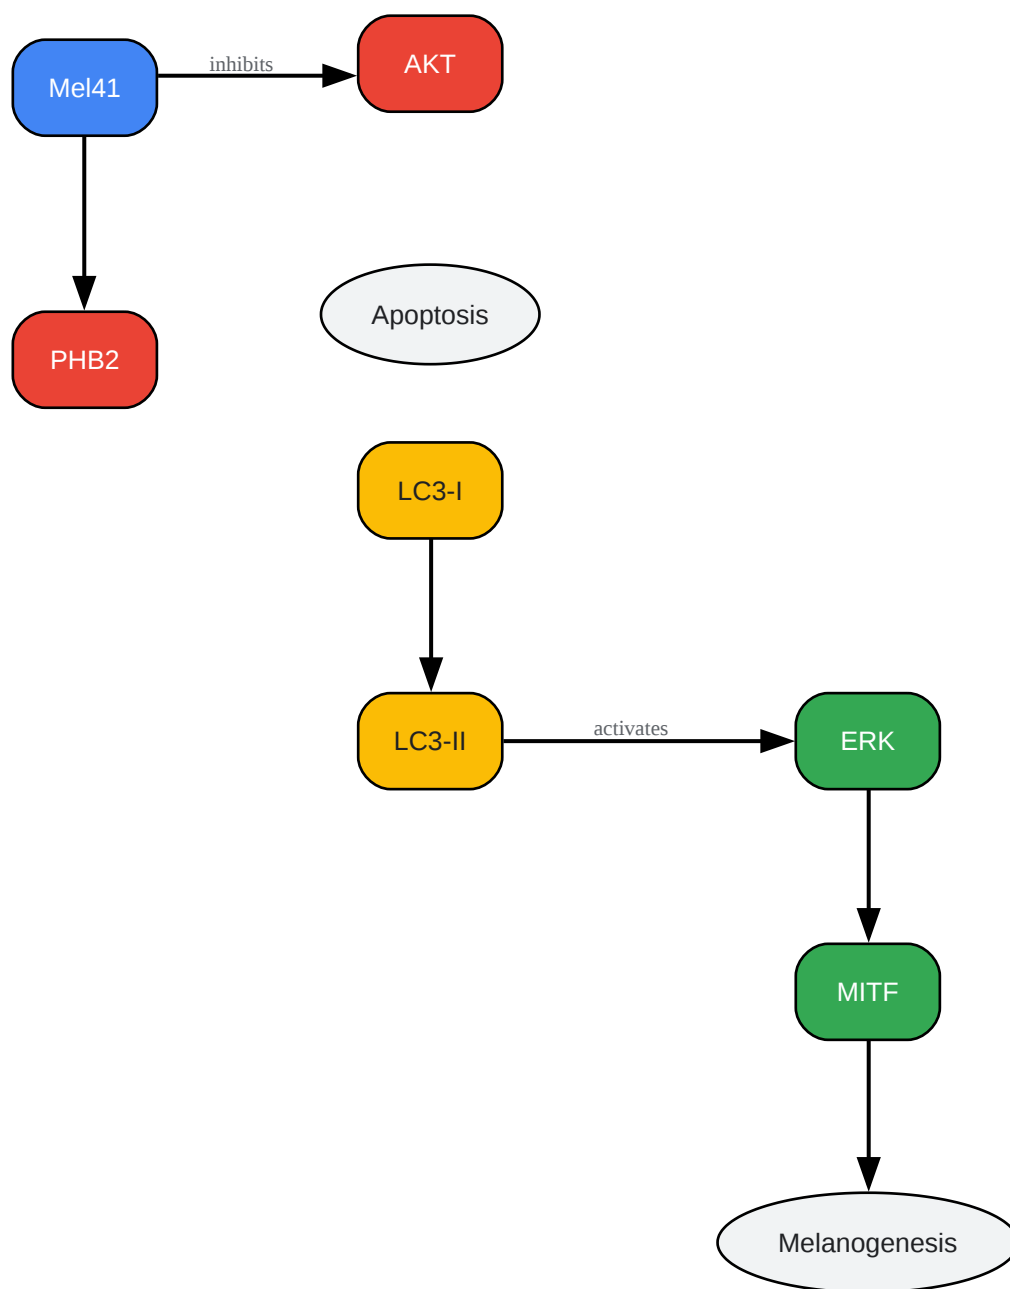 Mel41
inhibits
AKT
PHB2
Apoptosis
LC3-I
LC3-II
activates
ERK
MITF
Melanogenesis